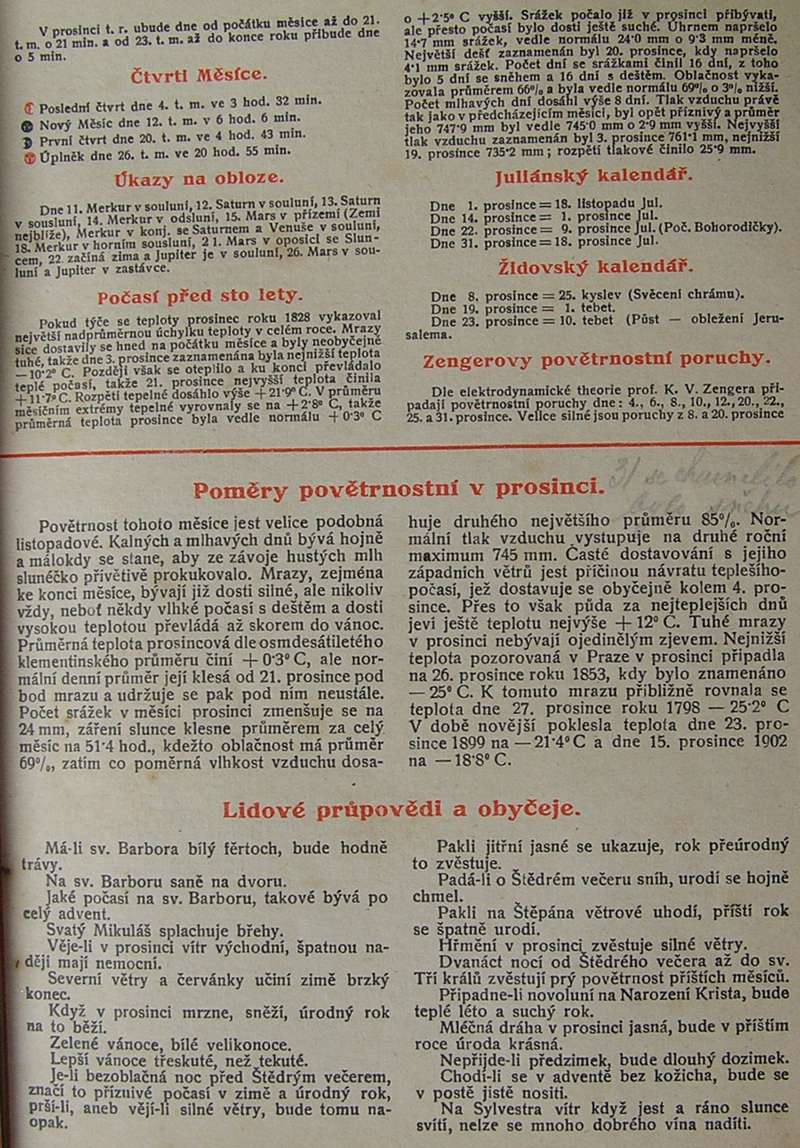 V prosinci t. r. ubude dne od počátku měsíce až do 21.
t. m. o 21 min. a od 23. t. m. až do konce roku přibude dne
o 5 min.
Čtvrti Měsíce.
Poslední čtvrt dne 4. t. m. ve 3 hod. 32 min.
Nový Měsíc dne 12. t. m. v 6 hod. 6 min.
První čtvrt dne 20. t. m. ve 4 hod. 43 min.
Úplněk dne 26. t. m. ve 20 hod. 55 min.
Úkazy na obloze.
Dne 11. Merkur v souluní, 12. Saturn v souluní, 13. Saturn
v sousluní, 14. Merkur v odsluní, 15. Mars v přízemí (Zemi
nejblíže), Merkur v konj. se Saturnem a Venuše v souluní,
18. Merkur v horním sousluní, 21. Mars v oposici se Slun-
cem, 22 začíná zima a Jupiter je v souluní, 26. Mars v sou-
luní a Jupiter v zastávce.
Počasí před sto lety.
Pokud týče se teploty prosinec roku 1828 vykazoval
největší nadprůměrnou úchylku teploty v celém roce. Mrazy
sice dostavily se hned na počátku měsíce a byly neobyčejně
tuhé, takže dne 3. prosince zaznamenána byla nejnižší teplota
—10·2° C. Později však se oteplilo a ku konci převládalo
teplé počasí, takže 21. prosince nejvyšší teplota činila
+11·7° C. Rozpětí tepelné dosáhlo výše +21·9° C. V průměru
měsíčním extrémy tepelné vyrovnaly se na +2·8° C, takže
průměrná teplota prosince byla vedle normálu +0·3° C
o +2·5° C vyšší. Srážek počalo již v prosinci přibývati,
ale přesto počasí bylo dosti ještě suché. Úhrnem napršelo
14·7 mm srážek, vedle normálu 24·0 mm o 9·3 mm méně.
Největší dešť zaznamenán byl 20. prosince, kdy napršelo
4·1 mm srážek. Počet dní se srážkami činil 16 dní, z toho
bylo 5 dní se sněhem a 16 dní s deštěm. Oblačnost vyka-
zovala průměrem 66% a byla vedle normálu 69% o 3% nižší.
Počet mlhavých dní dosáhl výše 8 dní. Tlak vzduchu právě
tak jako v předcházejícím měsíci, byl opět příznivý a průměr
jeho 747·9 mm byl vedle 745·0 mm o 2·9 mm vyšší. Nejvyšší
tlak vzduchu zaznamenán byl 3. prosince 761·1 mm, nejnižší
19. prosince 735·2 mm; rozpětí tlakové činilo 25·9 mm.
Juliánský kalendář.
Dne 1. prosince = 18. listopadu Jul.
Dne 14. prosince = 1. prosince Jul.
Dne 22. prosince = 9. prosince Jul. (Poč. Bohorodičky).
Dne 31. prosince = 18. prosince Jul.
Židovský kalendář.
Dne 8. prosince = 25. kyslev (Svěcení chrámu).
Dne 19. prosince = 1. tebet.
Dne 23. prosince = 10. tebet (Půst — obležení Jeru-
salema.
Zengerovy povětrnostní poruchy.
Dle elektrodynamické theorie prof. K. V. Zengera při-
padají povětrnostní poruchy dne: 4., 6., 8., 10., 12., 20., 22.,
25. a 31. prosince. Velice silné jsou poruchy z 8. a 20. prosince
Poměry povětrnostní v prosinci.
31 se
Povětrnost tohoto měsíce jest velice podobná
listopadové. Kalných a mlhavých dnů bývá hojně
a málokdy se stane, aby ze závoje hustých mlh
slunéčko přívětivě prokukovalo. Mrazy, zejména
ke konci měsíce, bývají již dosti silné, ale nikoliv
vždy, neboť někdy vlhké počasí s deštěm a dosti
vysokou teplotou převládá až skorem do vánoc.
Průměrná teplota prosincová dle osmdesátiletého
klementinského průměru činí +0·3° C, ale nor-
mální denní průměr její klesá od 21. prosince pod
bod mrazu a udržuje se pak pod ním neustále.
Počet srážek v měsíci prosinci zmenšuje se na
24 mm, záření slunce klesne průměrem za celý
měsíc na 51·4 hod., kdežto oblačnost má průměr
69%, zatím co poměrná vlhkost vzduchu dosa-
huje druhého největšího průměru 85%. Nor-
mální tlak vzduchu vystupuje na druhé roční
maximum 745 mm. Časté dostavování s jejího
západních větrů jest příčinou návratu teplešího-
počasí, jež dostavuje se obyčejně kolem 4. pro-
since. Přes to však půda za nejteplejších dnů
jeví ještě teplotu nejvýše +12° C. Tuhé mrazy
v prosinci nebývají ojedinělým zjevem. Nejnižší
teplota pozorovaná v Praze v prosinci připadla
na 26. prosince roku 1853, kdy bylo znamenáno
—25° C. K tomuto mrazu přibližně rovnala se
teplota dne 27. prosince roku 1798 —25·2° C
V době novější poklesla teplota dne 23. pro-
since 1899 na —21·4° C a dne 15. prosince 1902
na —18·8° C.
Lidové průpovědi a obyčeje.
Má-li sv. Barbora bílý fěrtoch, bude hodně
trávy.
Na sv. Barboru saně na dvoru.
Jaké počasí na sv. Barboru, takové bývá po
celý advent.
Svatý Mikuláš splachuje břehy.
Věje-li v prosinci vítr východní, špatnou na-
ději mají nemocní.
Severní větry a červánky učiní zimě brzký
konec.
Když v prosinci mrzne, sněží, úrodný rok
na to běží.
Zelené vánoce, bílé velikonoce.
Lepší vánoce třeskuté, než tekuté.
Je-li bezoblačná noc před Štědrým večerem,
značí to příznivé počasí v zimě a úrodný rok,
prší-li, aneb vějí-li silné větry, bude tomu na-
opak.
Pakli jitřní jasné se ukazuje, rok přeúrodný
to zvěstuje.
Padá-li o Štědrém večeru sníh, urodí se hojně
chmel.
Pakli na Štěpána větrové uhodí, příští rok
se špatně urodí.
Hřmění v prosinci zvěstuje silné větry.
Dvanáct nocí od Štědrého večera až do sv.
Tří králů zvěstují prý povětrnost příštích měsíců.
Připadne-li novoluní na Narození Krista, bude
teplé léto a suchý rok.
Mléčná dráha v prosinci jasná, bude v příštím
roce úroda krásná.
Nepřijde-li předzimek, bude dlouhý dozimek.
Chodí-li se v adventě bez kožicha, bude se
v postě jistě nositi.
Na Sylvestra vítr když jest a ráno slunce
svítí, nelze se mnoho dobrého vína nadíti.